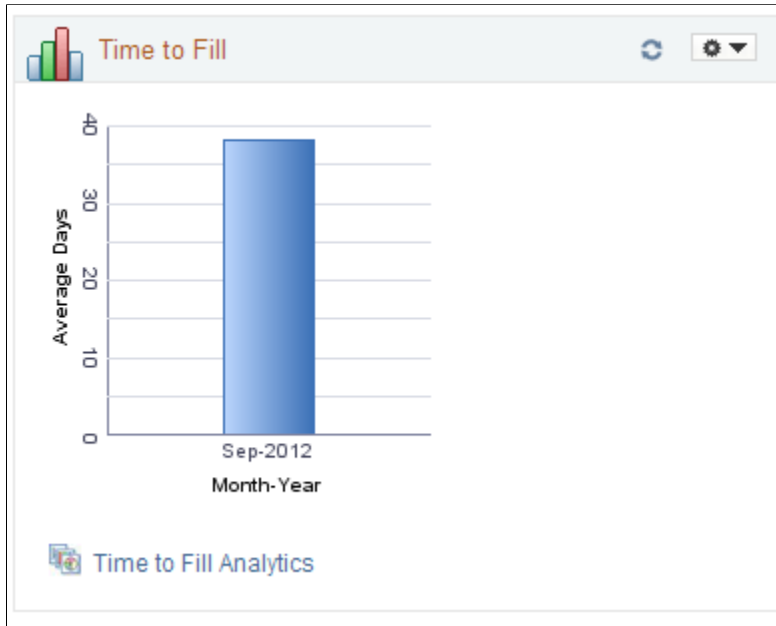 Time to Fill
40
30
20
10
0
Average Days
Sep-2012
Month-Year
Time to Fill Analytics